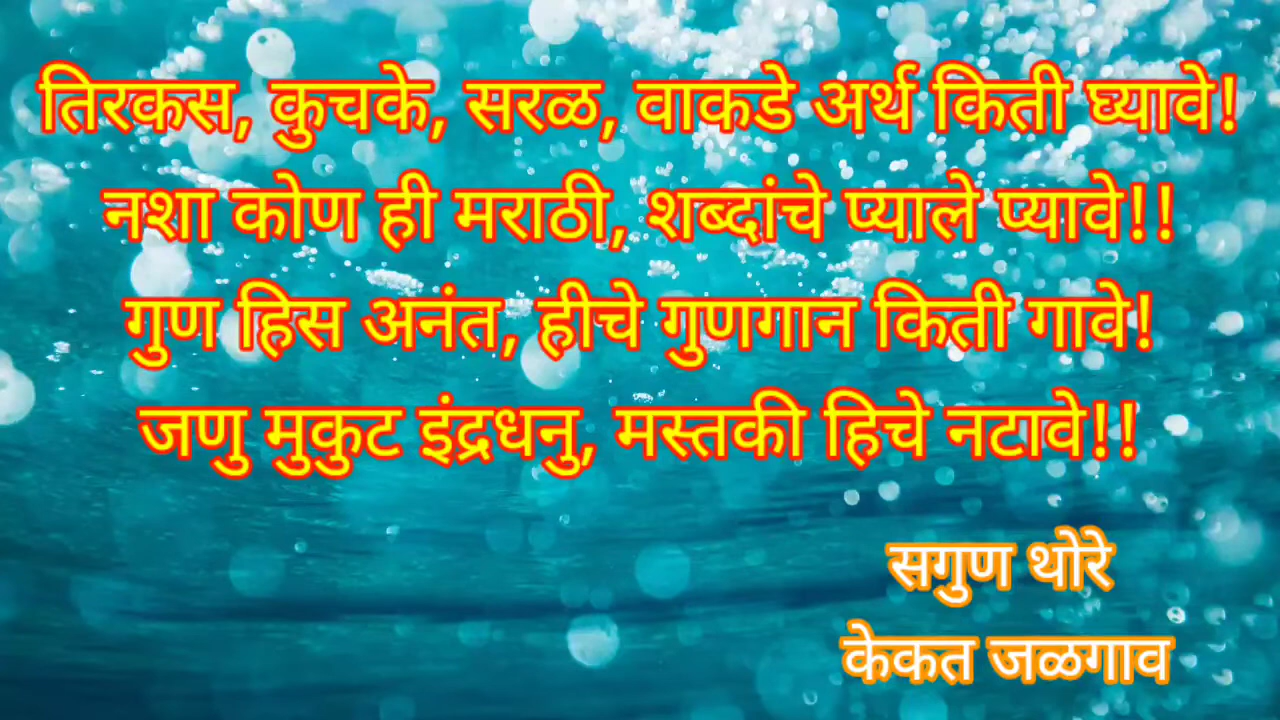 तिरकस, कुचके, सरळ, वाकडे अर्थ किती घ्यावे!
नशा कोण ही मराठी, शब्दांचे प्याले प्यावे!!
गुण हिस अनंत, हीचे गुणगान किती गावे!
जणु मुकुट इंद्रधनु, मस्तकी हिचे नटावे!!
सगुण थोरे
केकत जळगाव